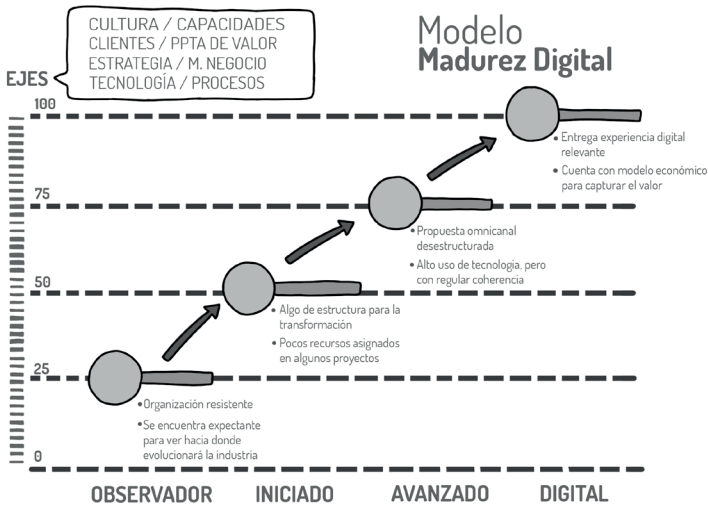 CULTURA / CAPACIDADES
CLIENTES / PPTA DE VALOR
ESTRATEGIA / M. NEGOCIO
TECNOLOGÍA / PROCESOS
EJES
Modelo
Madurez Digital
100
• Entrega experiencia digital
relevante
• Cuenta con modelo económico
para capturar el valor
75
• Propuesta omnicanal
desestructurada
• Alto uso de tecnología, pero
con regular coherencia
50
• Algo de estructura para la
transformación
• Pocos recursos asignados
en algunos proyectos
25
• Organización resistente
• Se encuentra expectante
para ver hacia donde
evolucionará la industria
0
OBSERVADOR
INICIADO
AVANZADO
DIGITAL